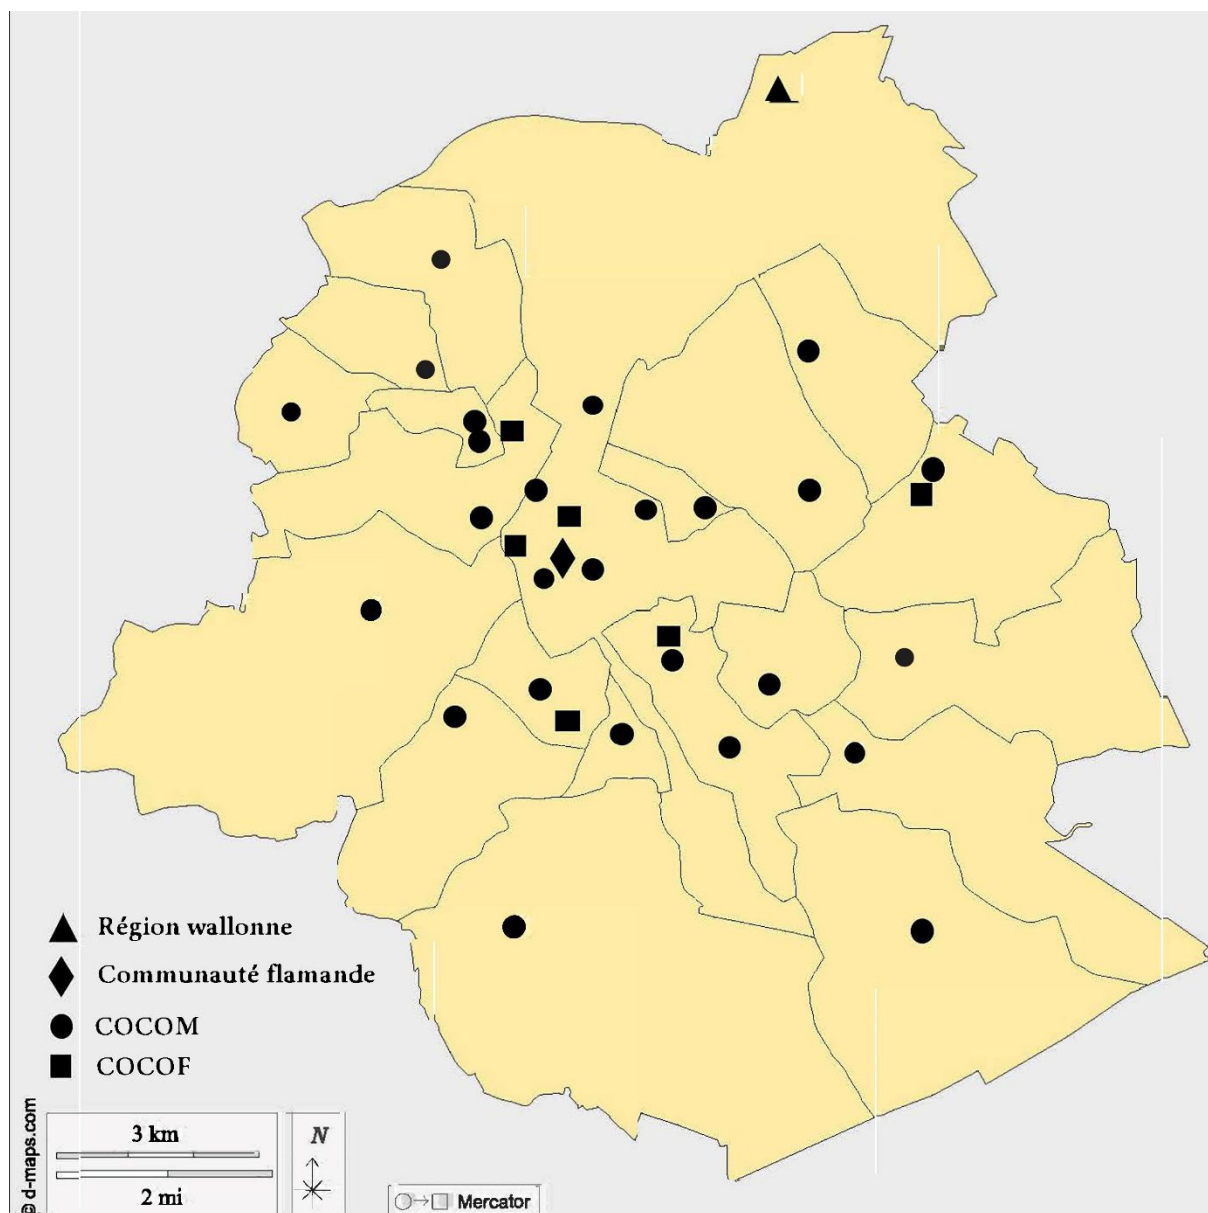 Région wallonne
Communauté flamande
COCOM
COCOF
© d-maps.com
3 km
2 mi
N
Mercator